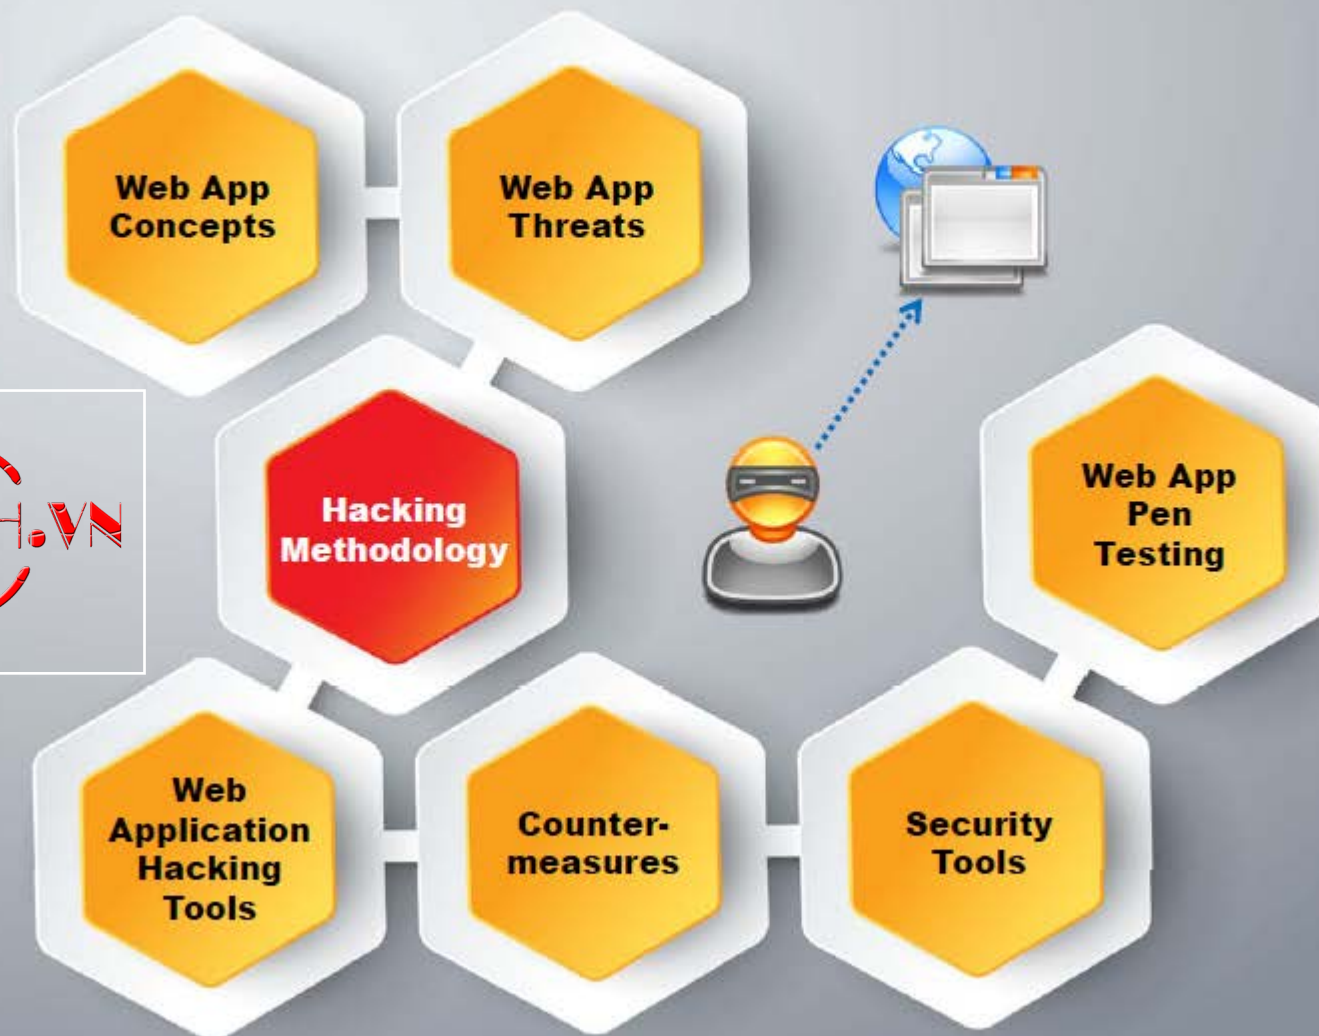 Web App
Concepts
Web App
Threats
Hacking
Methodology
Web App
Pen
Testing
Web
Application
Hacking
Tools
Counter-
measures
Security
Tools